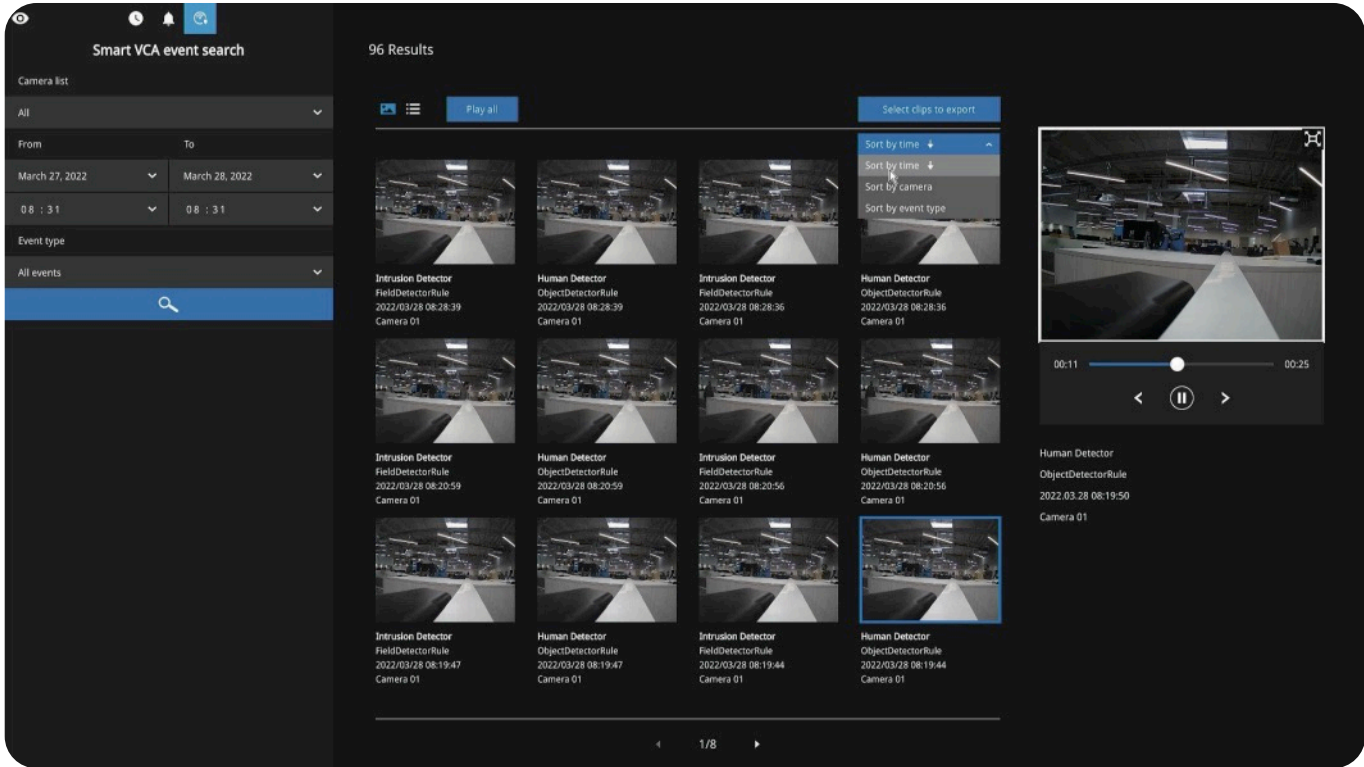 Smart VCA event search
Camera list
All
From To
March 27, 2022 March 28, 2022
08 : 31 08 : 31
Event type
All events
96 Results
Play all
Select clips to export
Sort by time
Sort by time
Sort by camera
Sort by event type
Intrusion Detector
FieldDetectorRule
2022/03/28 08:28:39
Camera 01
Human Detector
ObjectDetectorRule
2022/03/28 08:28:39
Camera 01
Intrusion Detector
FieldDetectorRule
2022/03/28 08:28:36
Camera 01
Human Detector
ObjectDetectorRule
2022/03/28 08:28:36
Camera 01
Intrusion Detector
FieldDetectorRule
2022/03/28 08:20:59
Camera 01
Human Detector
ObjectDetectorRule
2022/03/28 08:20:59
Camera 01
Intrusion Detector
FieldDetectorRule
2022/03/28 08:20:56
Camera 01
Human Detector
ObjectDetectorRule
2022/03/28 08:20:56
Camera 01
Intrusion Detector
FieldDetectorRule
2022/03/28 08:19:47
Camera 01
Human Detector
ObjectDetectorRule
2022/03/28 08:19:47
Camera 01
Intrusion Detector
FieldDetectorRule
2022/03/28 08:19:44
Camera 01
Human Detector
ObjectDetectorRule
2022/03/28 08:19:44
Camera 01
1/8
00:11 00:25
Human Detector
ObjectDetectorRule
2022.03.28 08:19:50
Camera 01